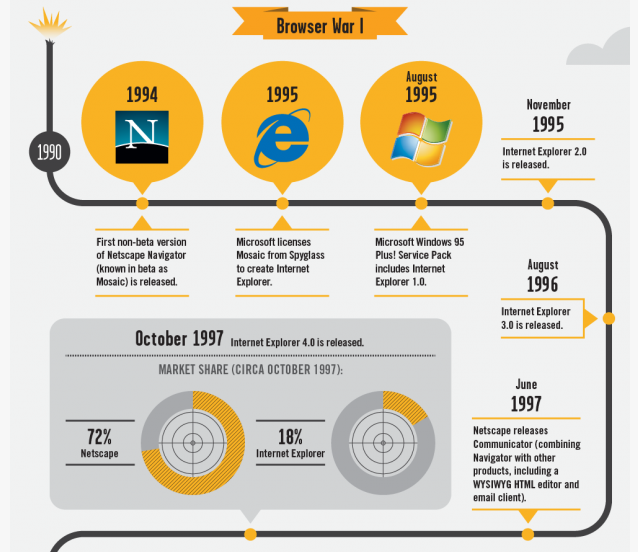 Browser War I
1990
1994
N
First non-beta version
of Netscape Navigator
(known in beta as
Mosaic) is released.
1995
Microsoft licenses
Mosaic from Spyglass
to create Internet
Explorer.
August
1995
Microsoft Windows 95
Plus! Service Pack
includes Internet
Explorer 1.0.
November
1995
Internet Explorer 2.0
is released.
August
1996
Internet Explorer
3.0 is released.
June
1997
Netscape releases
Communicator (combining
Navigator with other
products, including a
WYSIWYG HTML editor and
email client).
October 1997 Internet Explorer 4.0 is released.
MARKET SHARE (CIRCA OCTOBER 1997):
72%
Netscape
18%
Internet Explorer